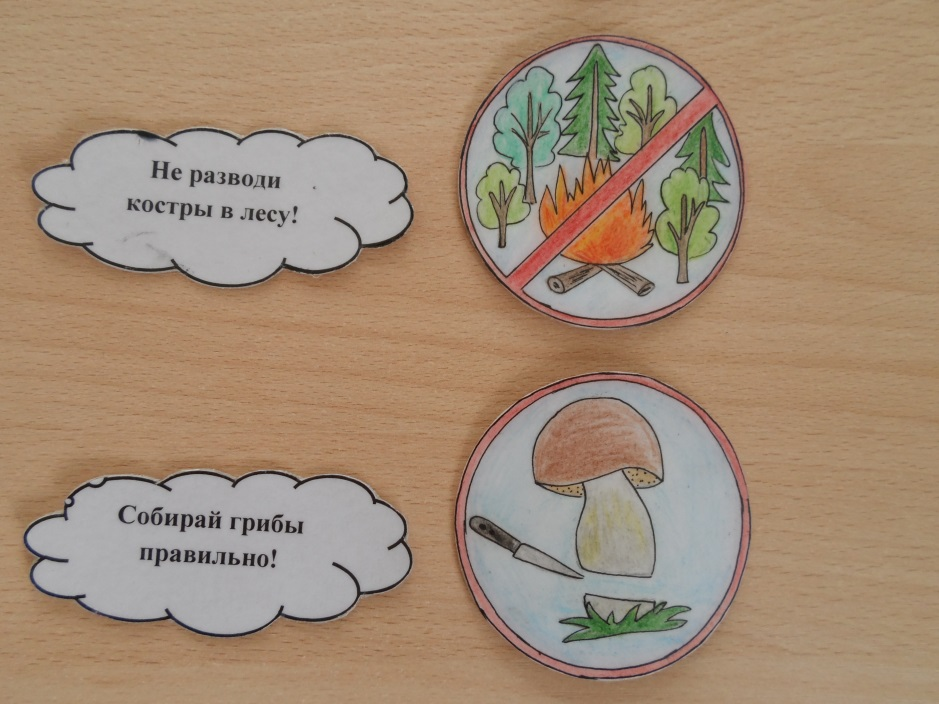 Не разводи
костры в лесу!
Собирай грибы
правильно!